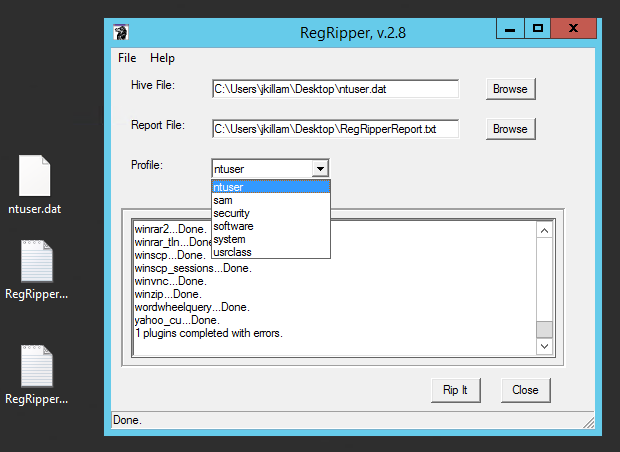 RegRipper, v.2.8
File Help
Hive File: C:\Users\jkillam\Desktop\ntuser.dat Browse
Report File: C:\Users\jkillam\Desktop\RegRipperReport.txt Browse
Profile: ntuser
ntuser
sam
security
software
system
usrclass
winrar2...Done.
winrar_tln...Done
winscp...Done.
winscp_sessions...Done.
winvnc...Done.
winzip...Done.
wordwheelquery...Done.
yahoo_cu...Done.
1 plugins completed with errors.
Rip It Close
Done.
ntuser.dat
RegRipper...
RegRipper...